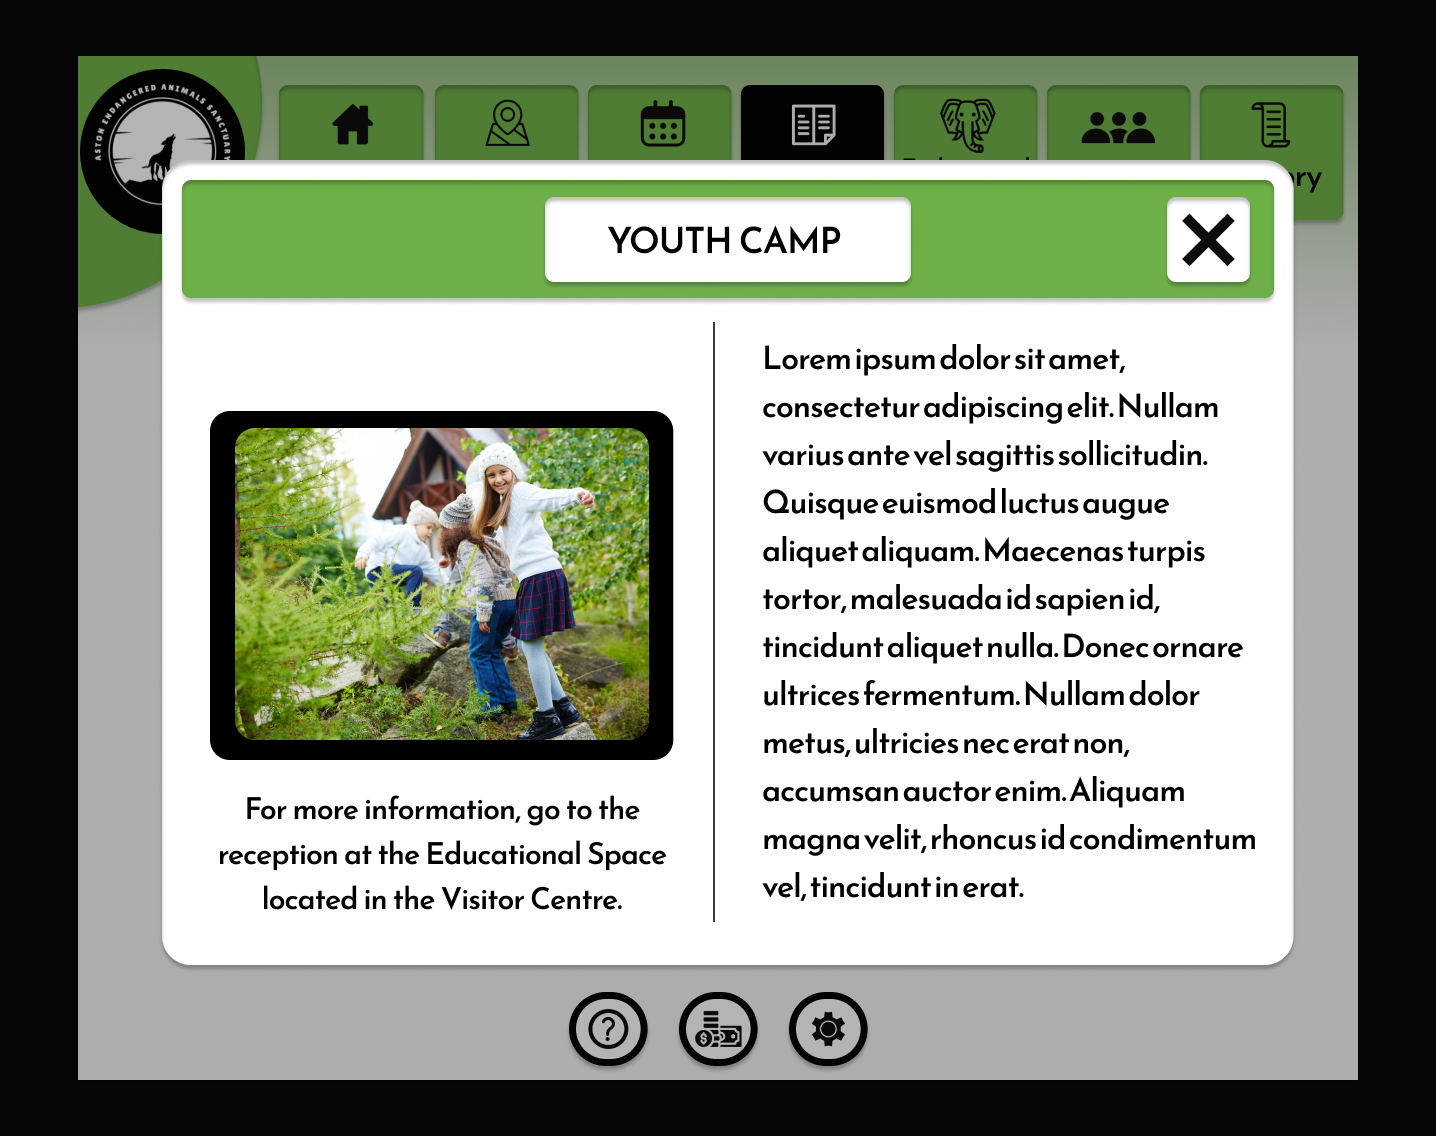 ASTON ENDANGERED ANIMALS SANCTUARY
ory
YOUTH CAMP
For more information, go to the
reception at the Educational Space
located in the Visitor Centre.
Lorem ipsum dolor sit amet,
consectetur adipiscing elit. Nullam
varius ante vel sagittis sollicitudin.
Quisque euismod luctus augue
aliquet aliquam. Maecenas turpis
tortor, malesuada id sapien id,
tincidunt aliquet nulla. Donec ornare
ultrices fermentum. Nullam dolor
metus, ultricies nec erat non,
accumsan auctor enim. Aliquam
magna velit, rhoncus id condimentum
vel, tincidunt in erat.